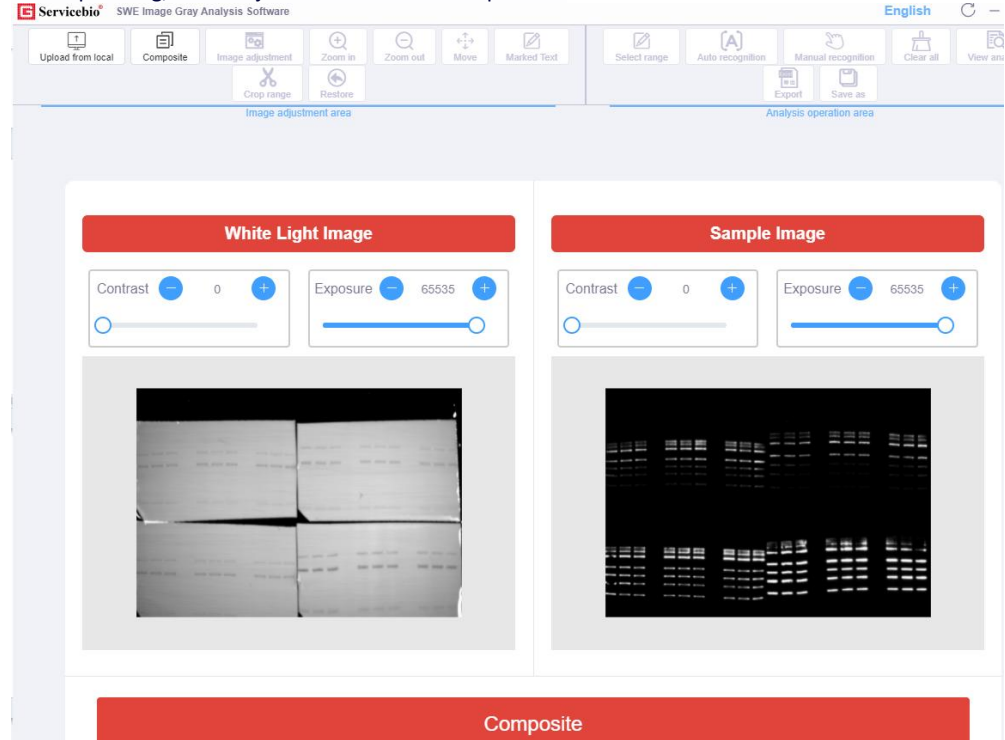 Servicebio® SWE Image Gray Analysis Software English
Upload from local Composite Image adjustment Zoom in Zoom out Move Marked Text Select range Auto recognition Manual recognition Clear all View
Crop range Restore Export Save as
Image adjustment area Analysis operation area
White Light Image Sample Image
Contrast 0 Exposure 65535 Contrast 0 Exposure 65535
Composite